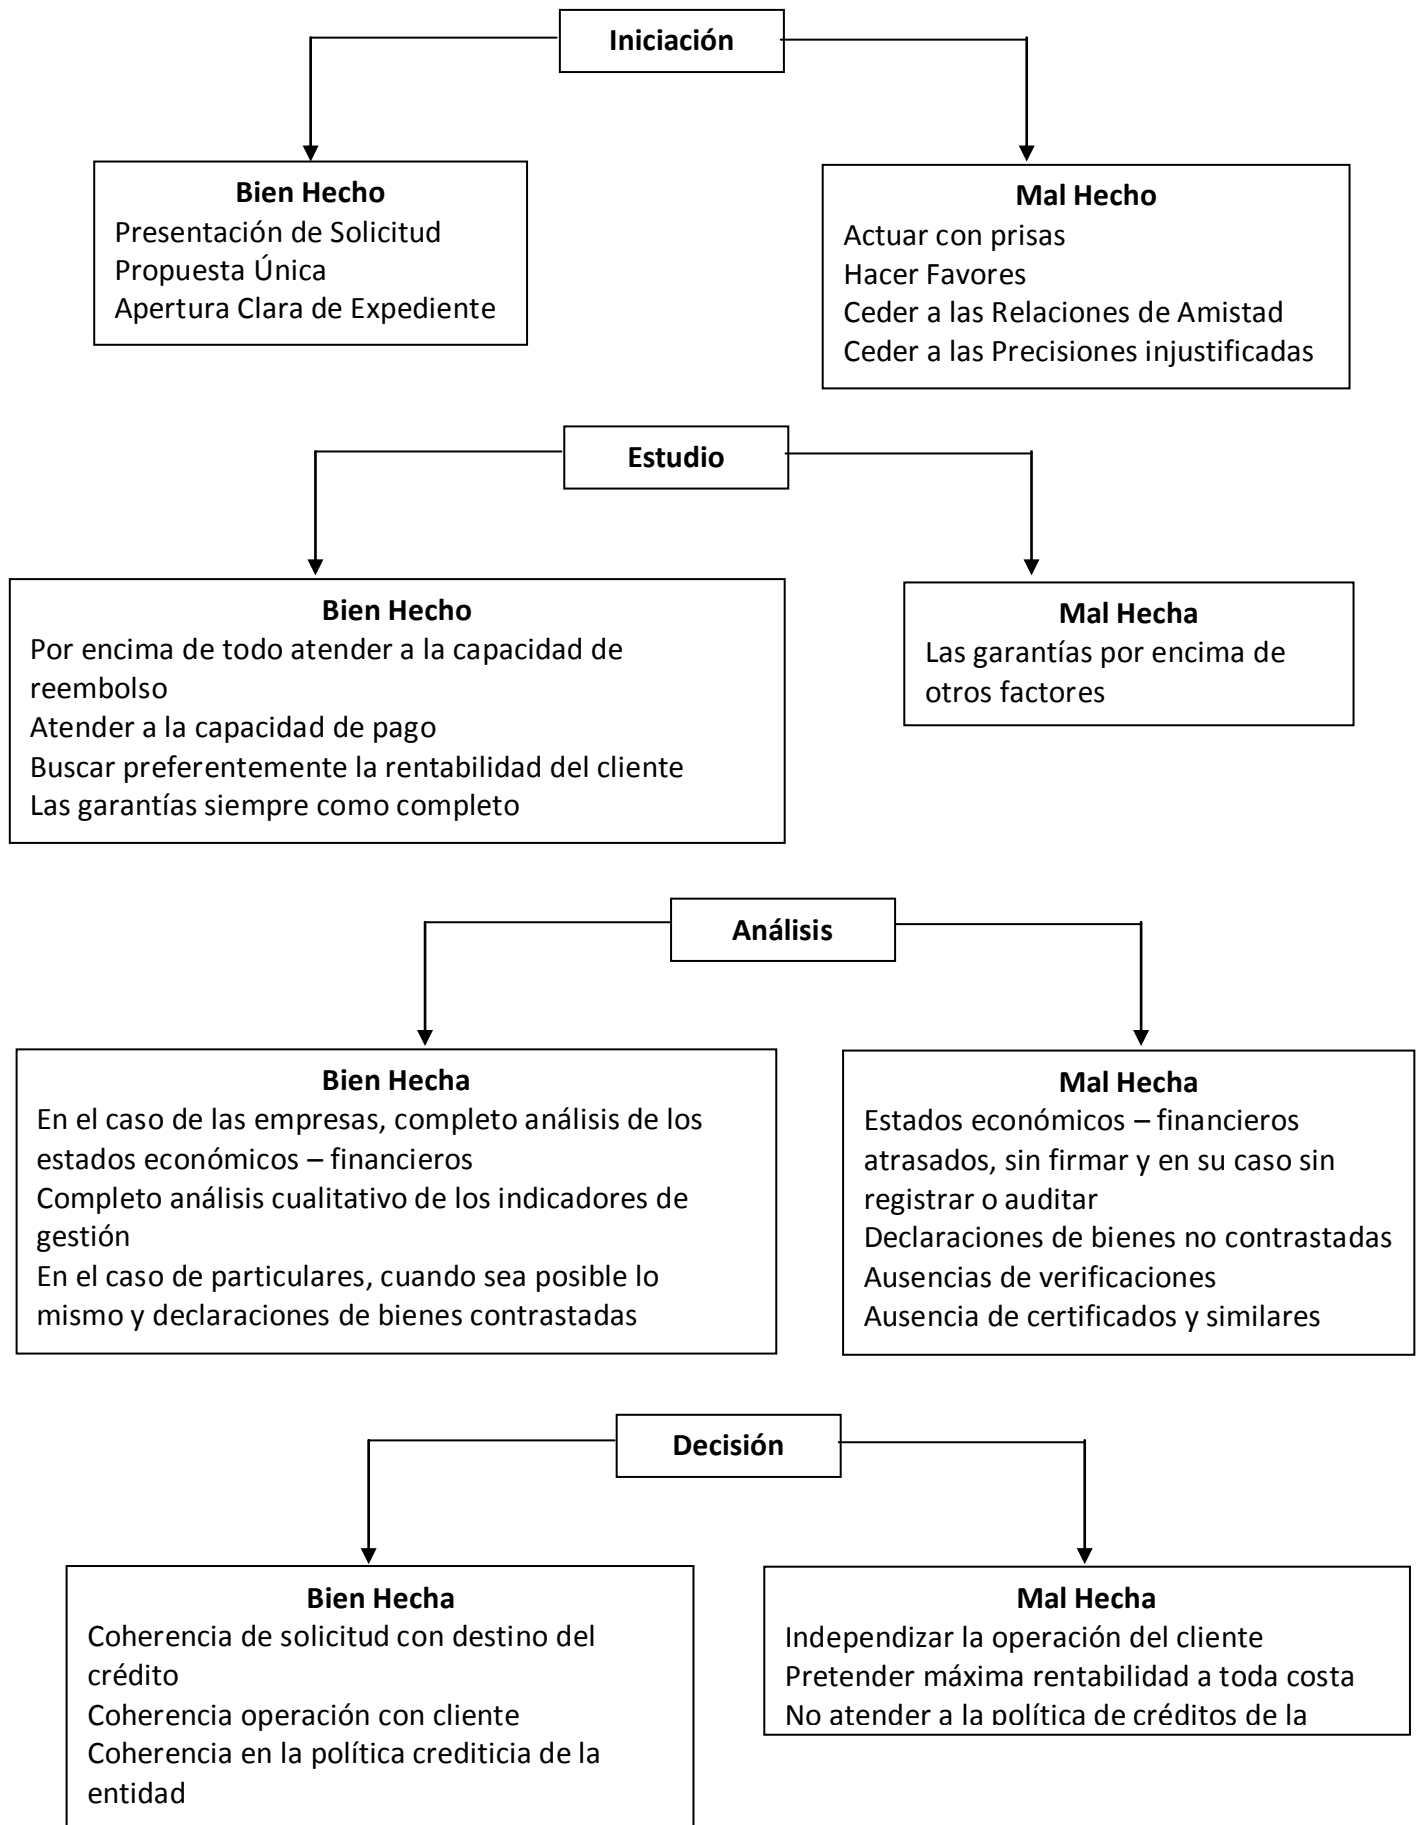 Iniciación
Bien Hecho
Presentación de Solicitud
Propuesta Única
Apertura Clara de Expediente
Mal Hecho
Actuar con prisas
Hacer Favores
Ceder a las Relaciones de Amistad
Ceder a las Precisiones injustificadas
Estudio
Bien Hecho
Por encima de todo atender a la capacidad de
reembolso
Atender a la capacidad de pago
Buscar preferentemente la rentabilidad del cliente
Las garantías siempre como completo
Mal Hecha
Las garantías por encima de
otros factores
Análisis
Bien Hecha
En el caso de las empresas, completo análisis de los
estados económicos – financieros
Completo análisis cualitativo de los indicadores de
gestión
En el caso de particulares, cuando sea posible lo
mismo y declaraciones de bienes contrastadas
Mal Hecha
Estados económicos – financieros
atrasados, sin firmar y en su caso sin
registrar o auditar
Declaraciones de bienes no contrastadas
Ausencias de verificaciones
Ausencia de certificados y similares
Decisión
Bien Hecha
Coherencia de solicitud con destino del
crédito
Coherencia operación con cliente
Coherencia en la política crediticia de la
entidad
Mal Hecha
Independizar la operación del cliente
Pretender máxima rentabilidad a toda costa
No atender a la política de créditos de la